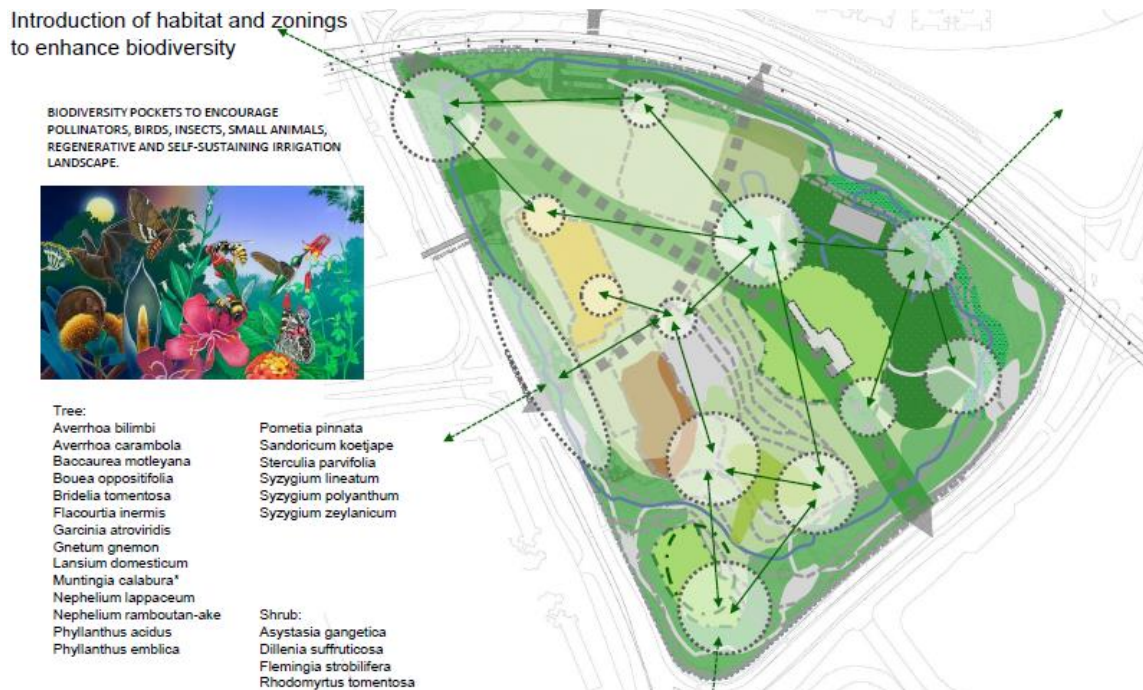 Introduction of habitat and zonings
to enhance biodiversity
BIODIVERSITY POCKETS TO ENCOURAGE
POLLINATORS, BIRDS, INSECTS, SMALL ANIMALS,
REGENERATIVE AND SELF-SUSTAINING IRRIGATION
LANDSCAPE.
Tree:
Averrhoa bilimbi
Averrhoa carambola
Baccaurea motleyana
Bouea oppositifolia
Bridelia tomentosa
Flacourtia inermis
Garcinia atroviridis
Gnetum gnemon
Lansium domesticum
Muntingia calabura*
Nephelium lappaceum
Nephelium ramboutan-ake
Phyllanthus acidus
Phyllanthus emblica
Pometia pinnata
Sandoricum koetjape
Sterculia parvifolia
Syzygium lineatum
Syzygium polyanthum
Syzygium zeylanicum
Shrub:
Asystasia gangetica
Dillenia suffruticosa
Flemingia strobilifera
Rhodomyrtus tomentosa